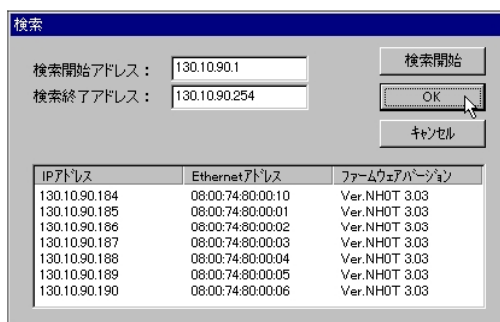 検索
検索開始アドレス： 130.10.90.1 検索開始
検索終了アドレス： 130.10.90.254 OK
キャンセル
IPアドレス Ethernetアドレス ファームウェアバージョン
130.10.90.184 08:00:74:80:00:10 Ver.NH0T 3.03
130.10.90.185 08:00:74:80:00:01 Ver.NH0T 3.03
130.10.90.186 08:00:74:80:00:02 Ver.NH0T 3.03
130.10.90.187 08:00:74:80:00:03 Ver.NH0T 3.03
130.10.90.188 08:00:74:80:00:04 Ver.NH0T 3.03
130.10.90.189 08:00:74:80:00:05 Ver.NH0T 3.03
130.10.90.190 08:00:74:80:00:06 Ver.NH0T 3.03